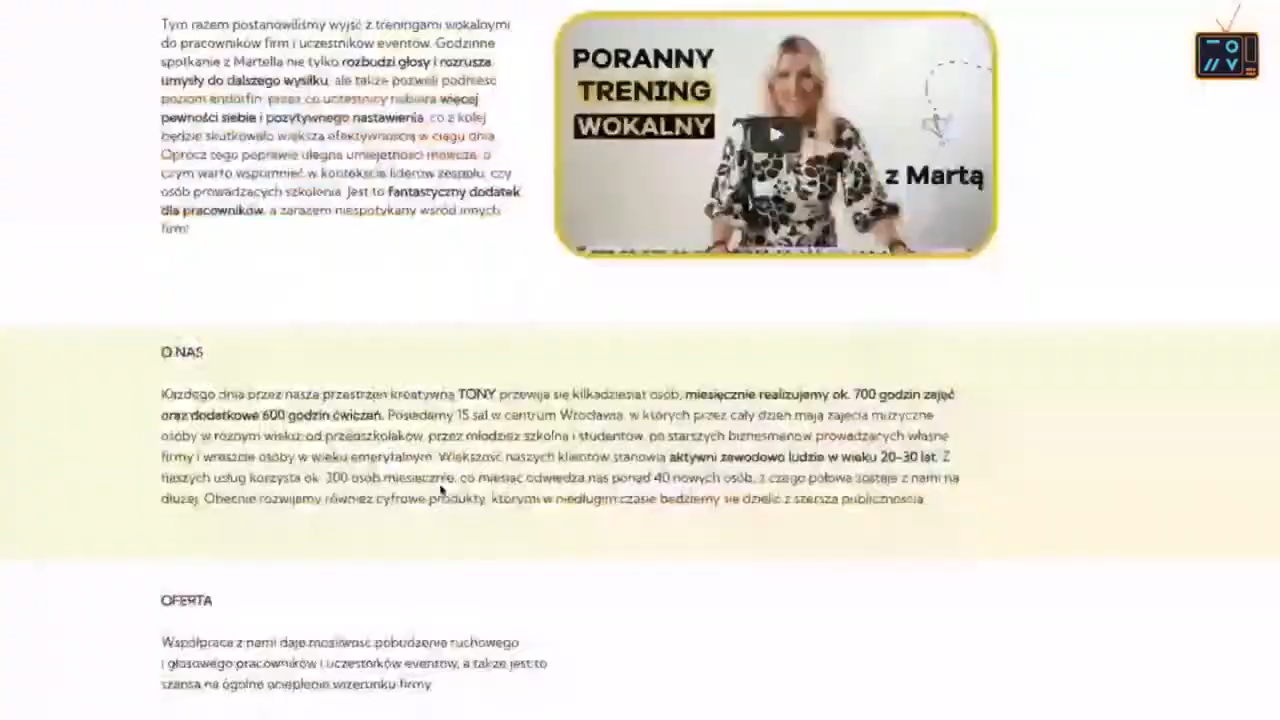 Tym razem postanowiliśmy wyjść z treningami wokalnymi
do pracowników firm i uczestników eventów. Godzinne
spotkanie z Martellą nie tylko rozbudzi głosy i rozrusza
umysły do dalszego wysiłku, ale także pozwoli podnieść
poziom endorfin, przez co uczestnicy nabiorą więcej
pewności siebie i pozytywnego nastawienia, co z kolei
będzie skutkowało większą efektywnością w ciągu dnia.
Oprócz tego poprawie ulegną umiejętności mówcze, o
czym warto wspomnieć w kontekście liderów zespołu, czy
osób prowadzących szkolenia. Jest to fantastyczny dodatek
dla pracowników, a zarazem niespotykany wśród innych
firm!
PORANNY
TRENING
WOKALNY
z Martą
O NAS
Każdego dnia przez naszą przestrzeń kreatywną TONY przewija się kilkadziesiąt osób, miesięcznie realizujemy ok. 700 godzin zajęć
oraz dodatkowe 600 godzin ćwiczeń. Posiadamy 15 sal w centrum Wrocławia, w których przez cały dzień mają zajęcia muzyczne
osoby w różnym wieku: od przedszkolaków, przez młodzież szkolną i studentów, po starszych biznesmenów prowadzących własne
firmy i wreszcie osoby w wieku emerytalnym. Większość naszych klientów stanowią aktywni zawodowo ludzie w wieku 20-30 lat. Z
naszych usług korzysta ok. 300 osób miesięcznie, co miesiąc odwiedza nas ponad 40 nowych osób, z czego połowa zostaje z nami na
dłużej. Obecnie rozwijamy również cyfrowe produkty, którymi w niedługim czasie będziemy się dzielić z szerszą publicznością.
OFERTA
Współpraca z nami daje możliwość pobudzenia ruchowego
i głosowego pracowników i uczestników eventów, a także jest to
szansa na ogólne ocieplenie wizerunku firmy.